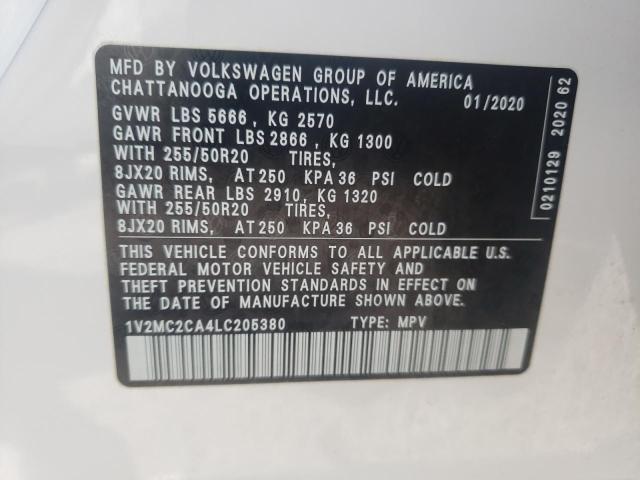 MFD BY VOLKSWAGEN GROUP OF AMERICA
CHATTANOOGA OPERATIONS, LLC. 01/2020
GVWR LBS 5666, KG 2570
GAWR FRONT LBS 2866, KG 1300
WITH 255/50R20 TIRES,
8JX20 RIMS, AT 250 KPA 36 PSI COLD
GAWR REAR LBS 2910, KG 1320
WITH 255/50R20 TIRES,
8JX20 RIMS, AT 250 KPA 36 PSI COLD
THIS VEHICLE CONFORMS TO ALL APPLICABLE U.S.
FEDERAL MOTOR VEHICLE SAFETY AND
THEFT PREVENTION STANDARDS IN EFFECT ON
THE DATE OF MANUFACTURE SHOWN ABOVE.
1V2MC2CA4LC205380 TYPE: MPV
0210129 2020 62